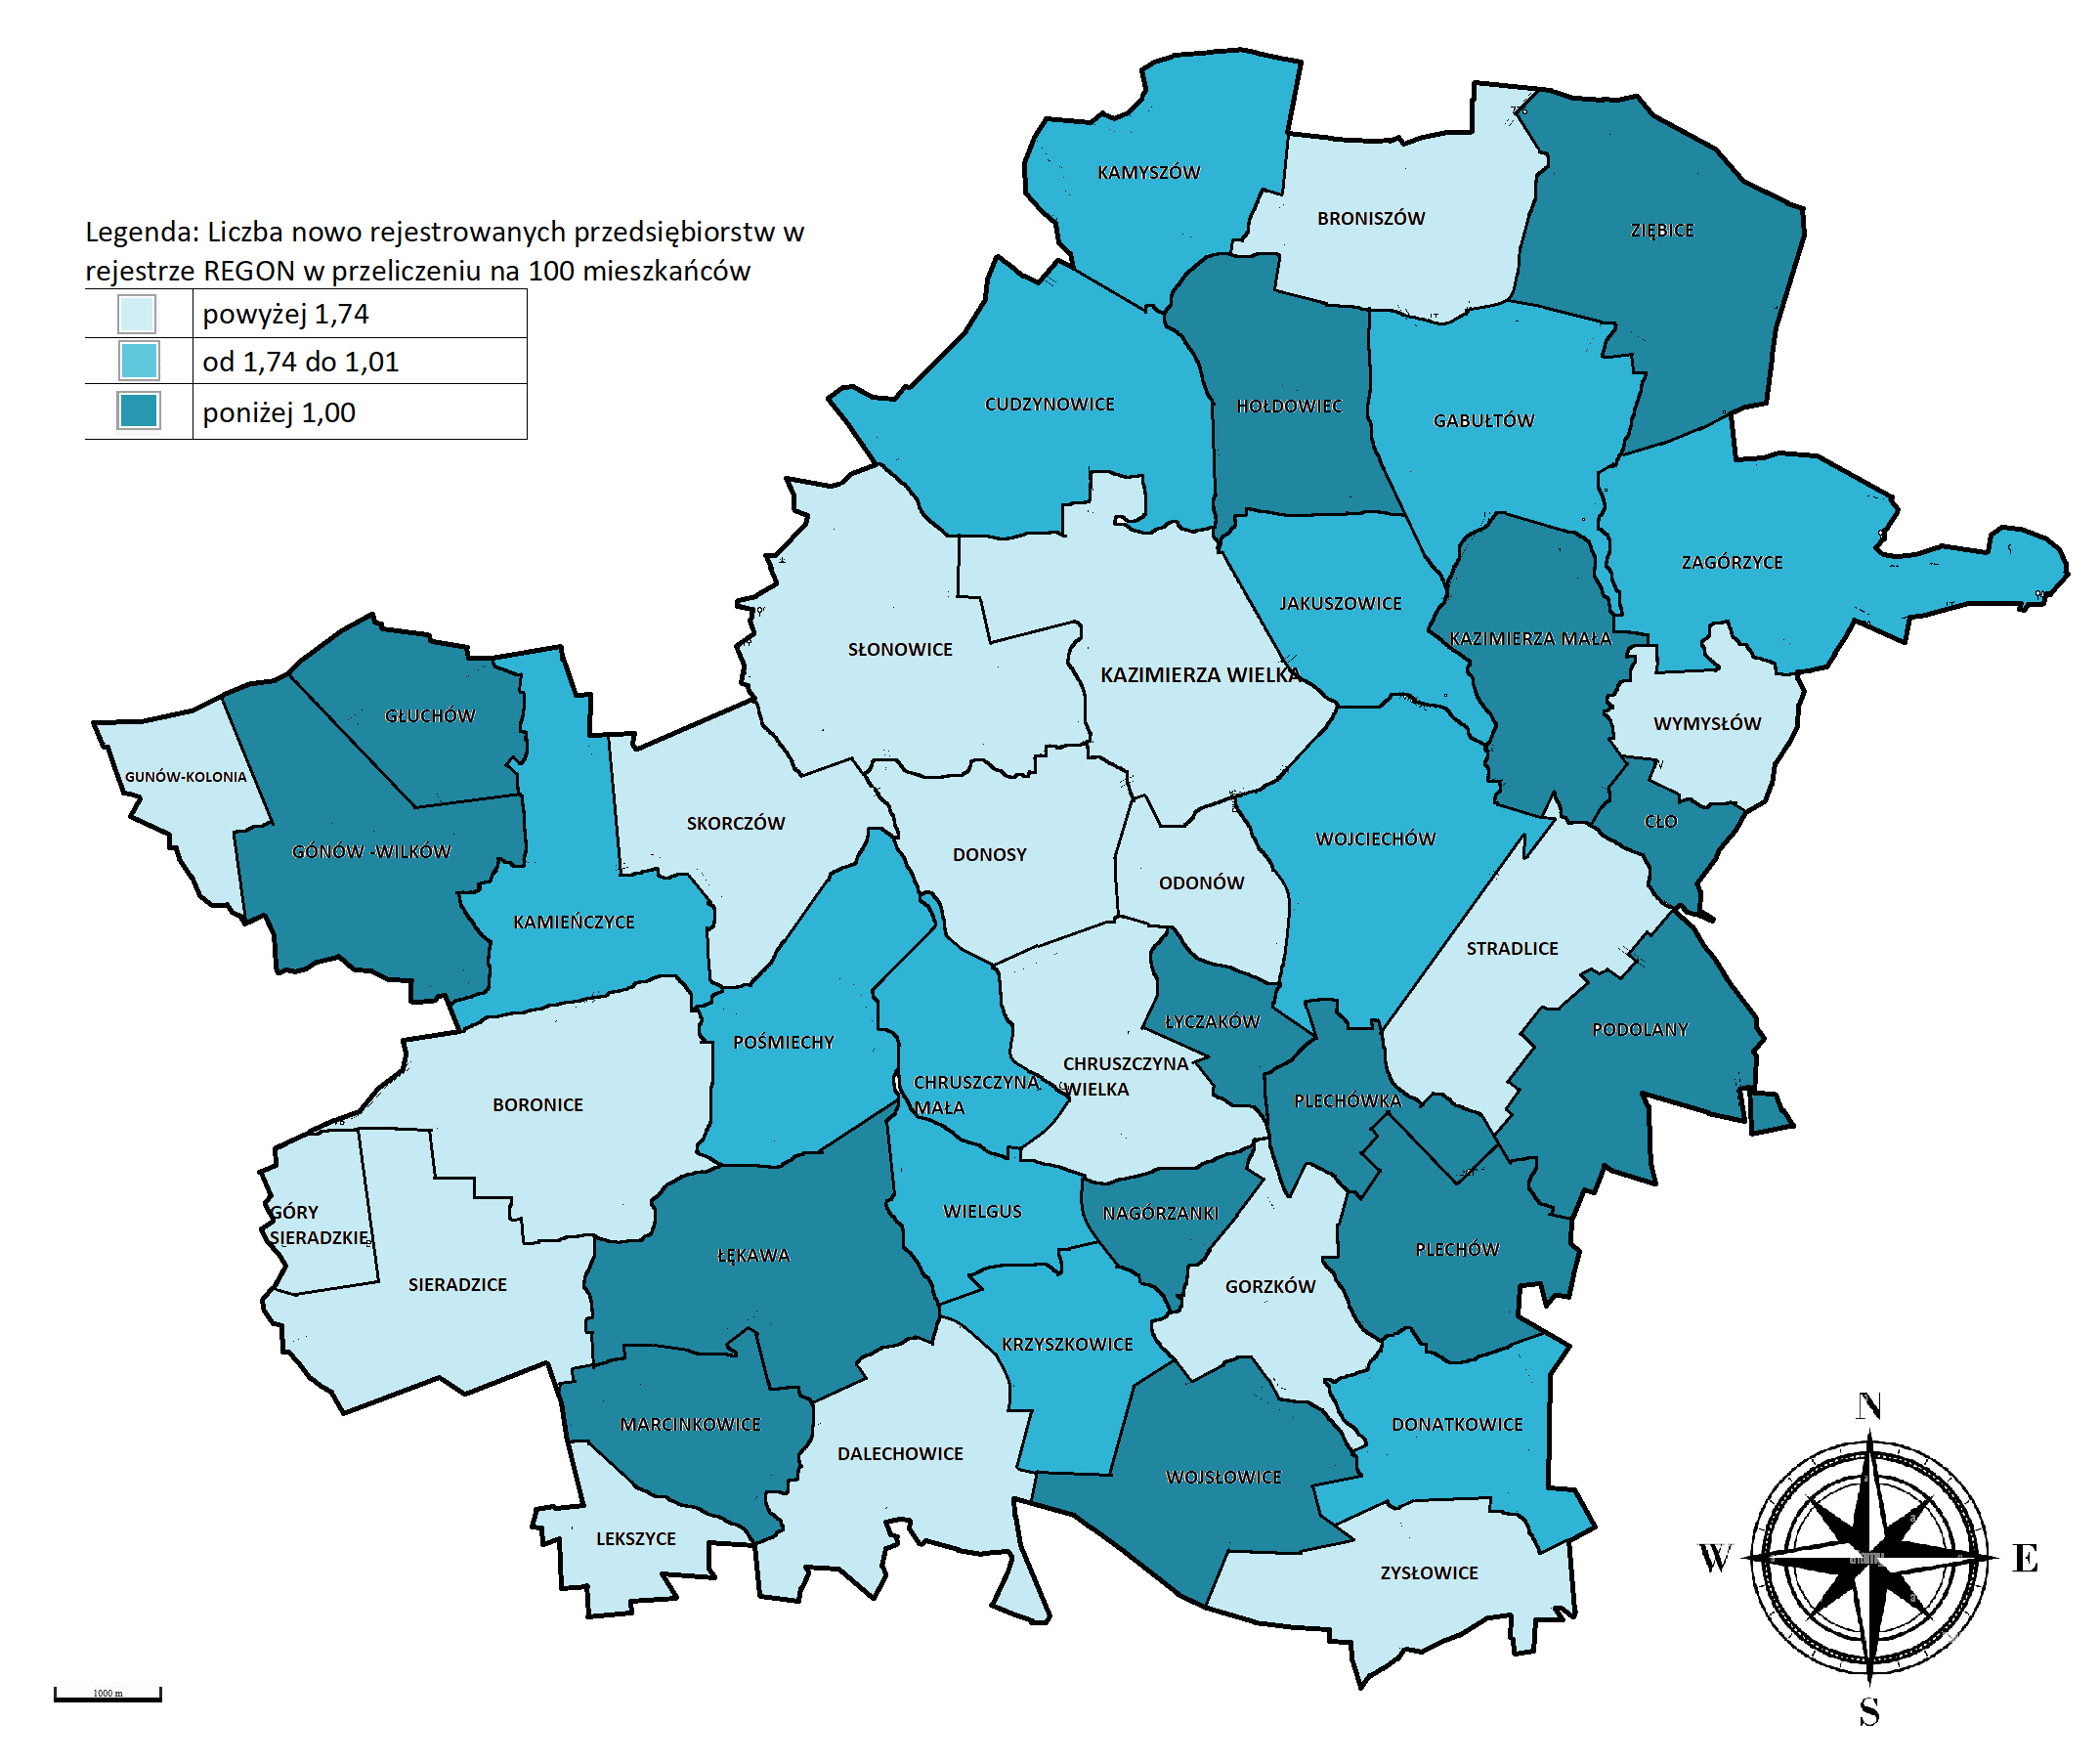 KAMYSZÓW
BRONISZÓW
ZIĘBICE
Legenda: Liczba nowo rejestrowanych przedsiębiorstw w
rejestrze REGON w przeliczeniu na 100 mieszkańców
powyżej 1,74
od 1,74 do 1,01
poniżej 1,00
CUDZYNOWICE
HOŁDOWIEC
GABUŁTÓW
ZAGÓRZYCE
JAKUSZOWICE
KAZIMIERZA MAŁA
SŁONOWICE
KAZIMIERZA WIELKA
GŁUCHÓW
WYMYSŁÓW
GUNÓW-KOLONIA
SKORCZÓW
CŁO
WOJCIECHÓW
GÓNÓW -WILKÓW
DONOSY
ODONÓW
KAMIEŃCZYCE
STRADLICE
ŁYCZAKÓW
PODOLANY
POŚMIECHY
CHRUSZCZYNA
WIELKA
CHRUSZCZYNA
MAŁA
PLECHÓWKA
BORONICE
GÓRY
SIERADZKIE
WIELGUS
NAGÓRZANKI
PLECHÓW
ŁĘKAWA
SIERADZICE
GORZKÓW
KRZYSZKOWICE
MARCINKOWICE
DONATKOWICE
DALECHOWICE
WOJSŁOWICE
LEKSZYCE
ZYSŁOWICE
N
W
E
S
1000 m